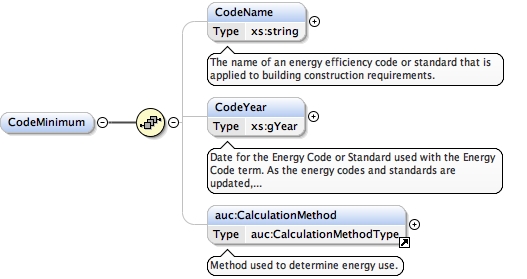 CodeName
Type xs:string
The name of an energy efficiency code or standard that is
applied to building construction requirements.
CodeMinimum
CodeYear
Type xs:gYear
Date for the Energy Code or Standard used with the Energy
Code term. As the energy codes and standards are
updated,...
auc:CalculationMethod
Type auc:CalculationMethodType
Method used to determine energy use.